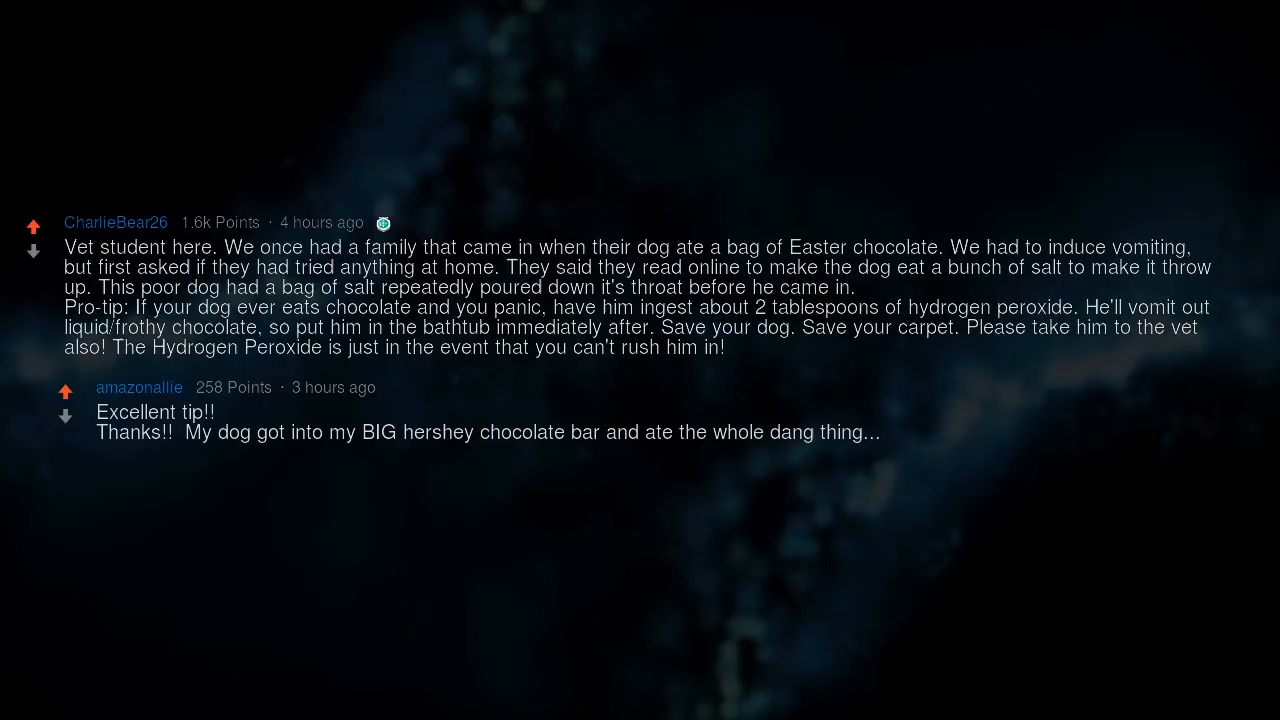 CharlieBear26 1.6k Points · 4 hours ago
Vet student here. We once had a family that came in when their dog ate a bag of Easter chocolate. We had to induce vomiting,
but first asked if they had tried anything at home. They said they read online to make the dog eat a bunch of salt to make it throw
up. This poor dog had a bag of salt repeatedly poured down it's throat before he came in.
Pro-tip: If your dog ever eats chocolate and you panic, have him ingest about 2 tablespoons of hydrogen peroxide. He'll vomit out
liquid/frothy chocolate, so put him in the bathtub immediately after. Save your dog. Save your carpet. Please take him to the vet
also! The Hydrogen Peroxide is just in the event that you can't rush him in!
amazonallie 258 Points · 3 hours ago
Excellent tip!!
Thanks!!  My dog got into my BIG hershey chocolate bar and ate the whole dang thing...